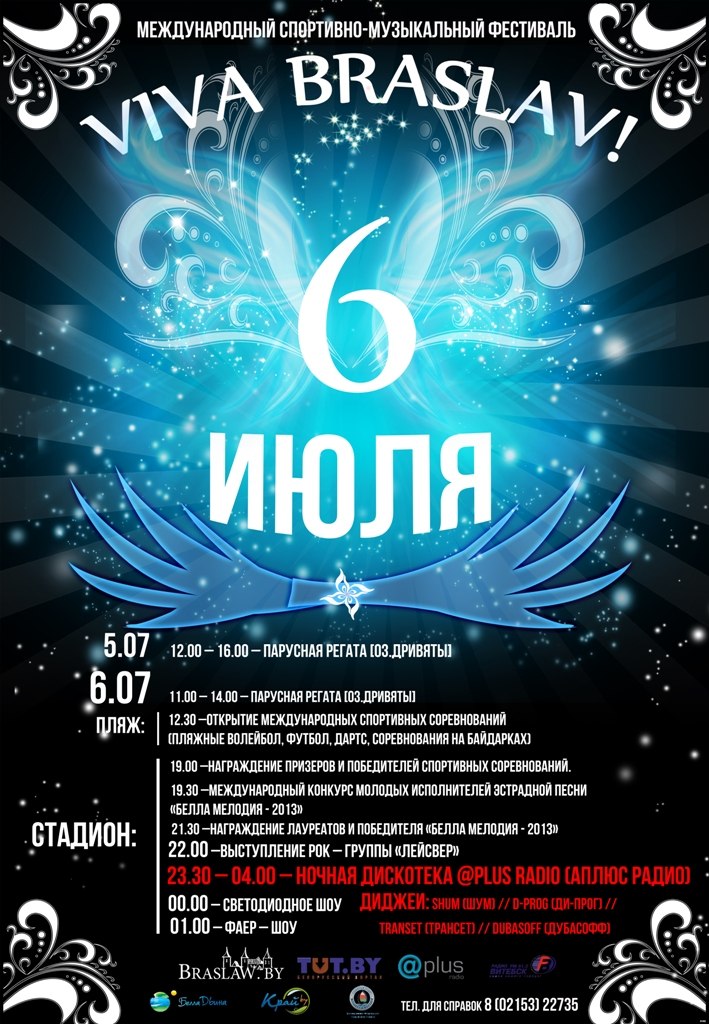 МЕЖДУНАРОДНЫЙ СПОРТИВНО-МУЗЫКАЛЬНЫЙ ФЕСТИВАЛЬ
VIVA BRASLAV!
6
ИЮЛЯ
5.07 12.00 – 16.00 – ПАРУСНАЯ РЕГАТА [ОЗ.ДРИВЯТЫ]
6.07 11.00 – 14.00 – ПАРУСНАЯ РЕГАТА [ОЗ.ДРИВЯТЫ]
ПЛЯЖ: 12.30 –ОТКРЫТИЕ МЕЖДУНАРОДНЫХ СПОРТИВНЫХ СОРЕВНОВАНИЙ
(ПЛЯЖНЫЕ ВОЛЕЙБОЛ, ФУТБОЛ, ДАРТС, СОРЕВНОВАНИЯ НА БАЙДАРКАХ)
СТАДИОН:
19.00 –НАГРАЖДЕНИЕ ПРИЗЕРОВ И ПОБЕДИТЕЛЕЙ СПОРТИВНЫХ СОРЕВНОВАНИЙ.
19.30 –МЕЖДУНАРОДНЫЙ КОНКУРС МОЛОДЫХ ИСПОЛНИТЕЛЕЙ ЭСТРАДНОЙ ПЕСНИ
«БЕЛЛА МЕЛОДИЯ - 2013»
21.30 –НАГРАЖДЕНИЕ ЛАУРЕАТОВ И ПОБЕДИТЕЛЯ «БЕЛЛА МЕЛОДИЯ - 2013»
22.00 –ВЫСТУПЛЕНИЕ РОК – ГРУППЫ «ЛЕЙСВЕР»
23.30 – 04.00 – НОЧНАЯ ДИСКОТЕКА @PLUS RADIO (АПЛЮС РАДИО)
00.00 – СВЕТОДИОДНОЕ ШОУ ДИДЖЕИ: SHUM (ШУМ) // D-PROG (ДИ-ПРОГ) //
01.00 – ФАЕР – ШОУ TRANSET (ТРАНСЕТ) // DUBASOFF (ДУБАСОФФ)
BRASLAW.BY TUT.BY @plus radio ВИТЕБСК
Белла Двина Край тел. для справок 8 (02153) 22735